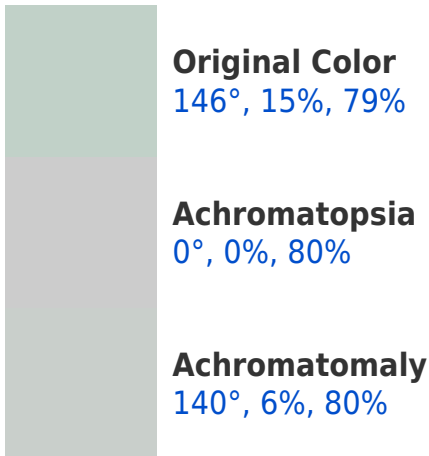 Original Color
146°, 15%, 79%
Achromatopsia
0°, 0%, 80%
Achromatomaly
140°, 6%, 80%